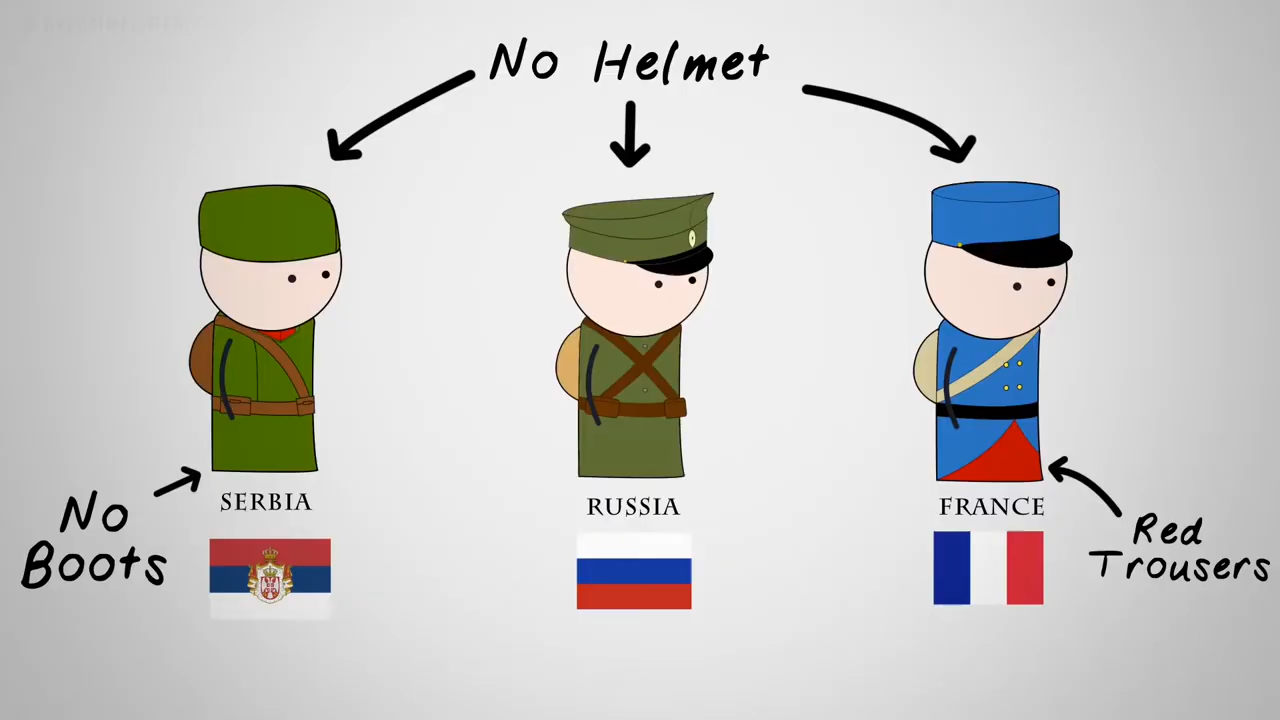 No Helmet
SERBIA
RUSSIA
FRANCE
No
Boots
Red
Trousers